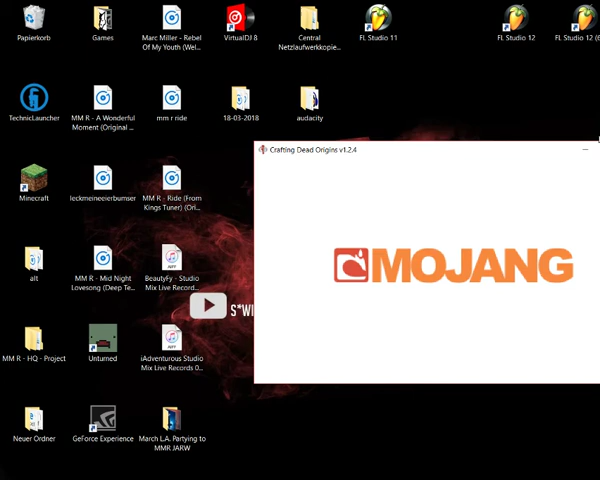 Papierkorb
Games
Marc Miller - Rebel
Of My Youth (Wel...
VirtualDJ 8
Central
Netzlaufwerkkopie...
FL Studio 11
FL Studio 12
FL Studio 12 (6
TechnicLauncher
MM R - A Wonderful
Moment (Original ...
mm r ride
18-03-2018
audacity
Crafting Dead Origins v1.2.4
MOJANG
Minecraft
leckmeineeierbumser
MM R - Ride (From
Kings Tuner) (Ori...
alt
MM R - Mid Night
Lovesong (Deep Te...
BeautyFy - Studio
Mix Live Record...
S*WI
MM R - HQ - Project
Unturned
iAdventurous Studio
Mix Live Records 0...
Neuer Ordner
GeForce Experience
March L.A. Partying to
MMR JARW